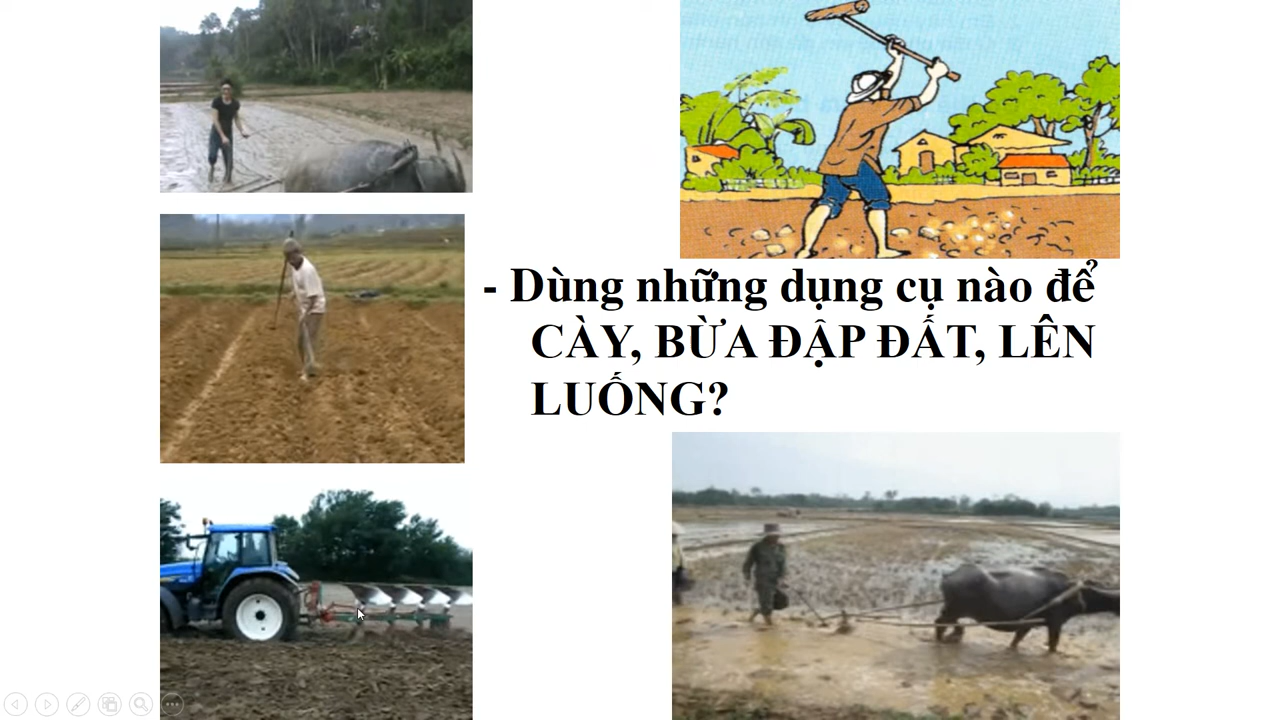 - Dùng những dụng cụ nào để
CÀY, BỪA ĐẬP ĐẤT, LÊN
LUỐNG?